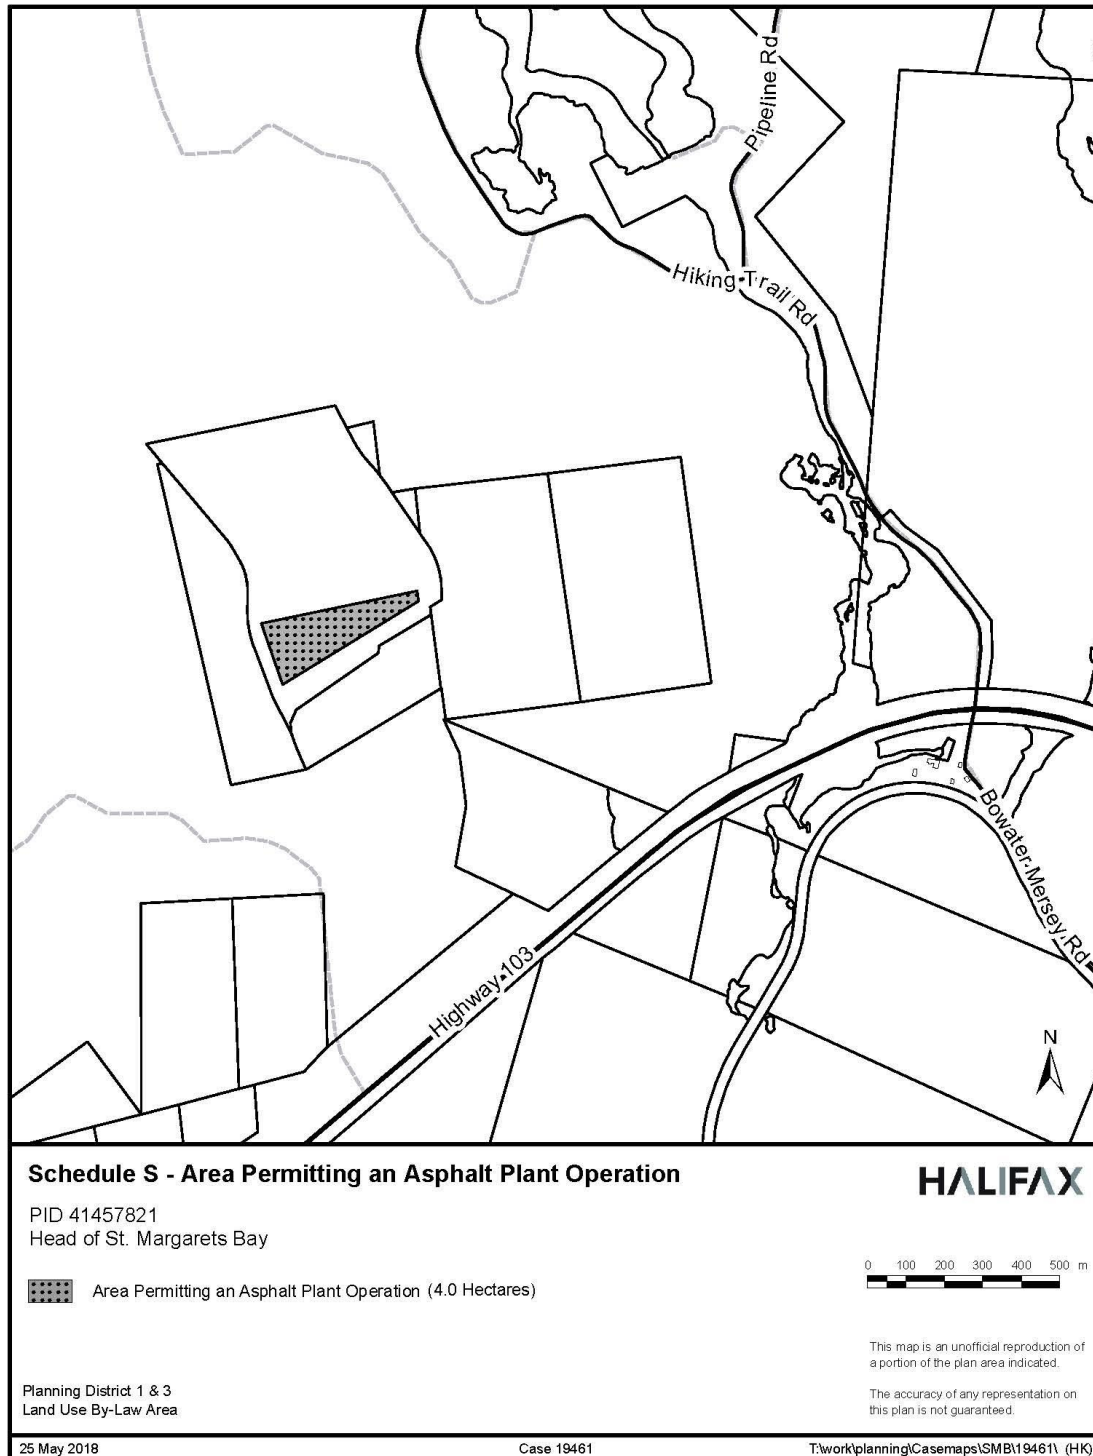 Pipeline Rd
Hiking Trail Rd
Bowater Mersey Rd
Highway 103
N
Schedule S - Area Permitting an Asphalt Plant Operation
HALIFAX
PID 41457821
Head of St. Margarets Bay
0 100 200 300 400 500 m
Area Permitting an Asphalt Plant Operation (4.0 Hectares)
This map is an unofficial reproduction of
a portion of the plan area indicated.
The accuracy of any representation on
this plan is not guaranteed.
Planning District 1 & 3
Land Use By-Law Area
25 May 2018
Case 19461
T:\work\planning\Casemaps\SMB\19461\ (HK)